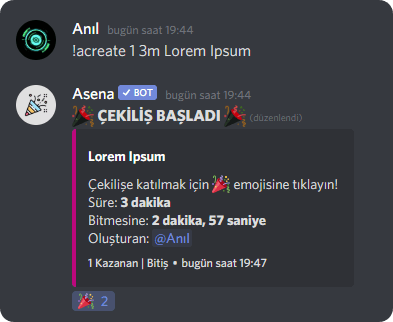 Anıl bugün saat 19:44
!acreate 1 3m Lorem Ipsum
Asena ✓ BOT bugün saat 19:44
🎉 ÇEKİLİŞ BAŞLADI 🎉 (düzenlendi)
Lorem Ipsum
Çekilişe katılmak için 🎉 emojisine tıklayın!
Süre: 3 dakika
Bitmesine: 2 dakika, 57 saniye
Oluşturan: @Anıl
1 Kazanan | Bitiş • bugün saat 19:47
🎉 2